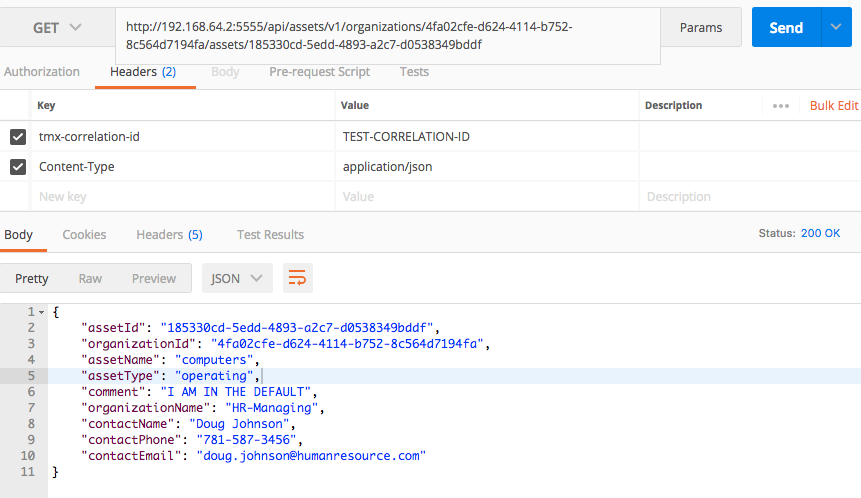 GET
http://192.168.64.2:5555/api/assets/v1/organizations/4fa02cfe-d624-4114-b752-
8c564d7194fa/assets/185330cd-5edd-4893-a2c7-d0538349bddf
Params
Send
Authorization Headers (2) Body Pre-request Script Tests
Key Value Description ••• Bulk Edit
tmx-correlation-id TEST-CORRELATION-ID
Content-Type application/json
New key Value Description
Body Cookies Headers (5) Test Results Status: 200 OK
Pretty Raw Preview JSON
1 {
2 "assetId": "185330cd-5edd-4893-a2c7-d0538349bddf",
3 "organizationId": "4fa02cfe-d624-4114-b752-8c564d7194fa",
4 "assetName": "computers",
5 "assetType": "operating",
6 "comment": "I AM IN THE DEFAULT",
7 "organizationName": "HR-Managing",
8 "contactName": "Doug Johnson",
9 "contactPhone": "781-587-3456",
10 "contactEmail": "doug.johnson@humanresource.com"
11 }